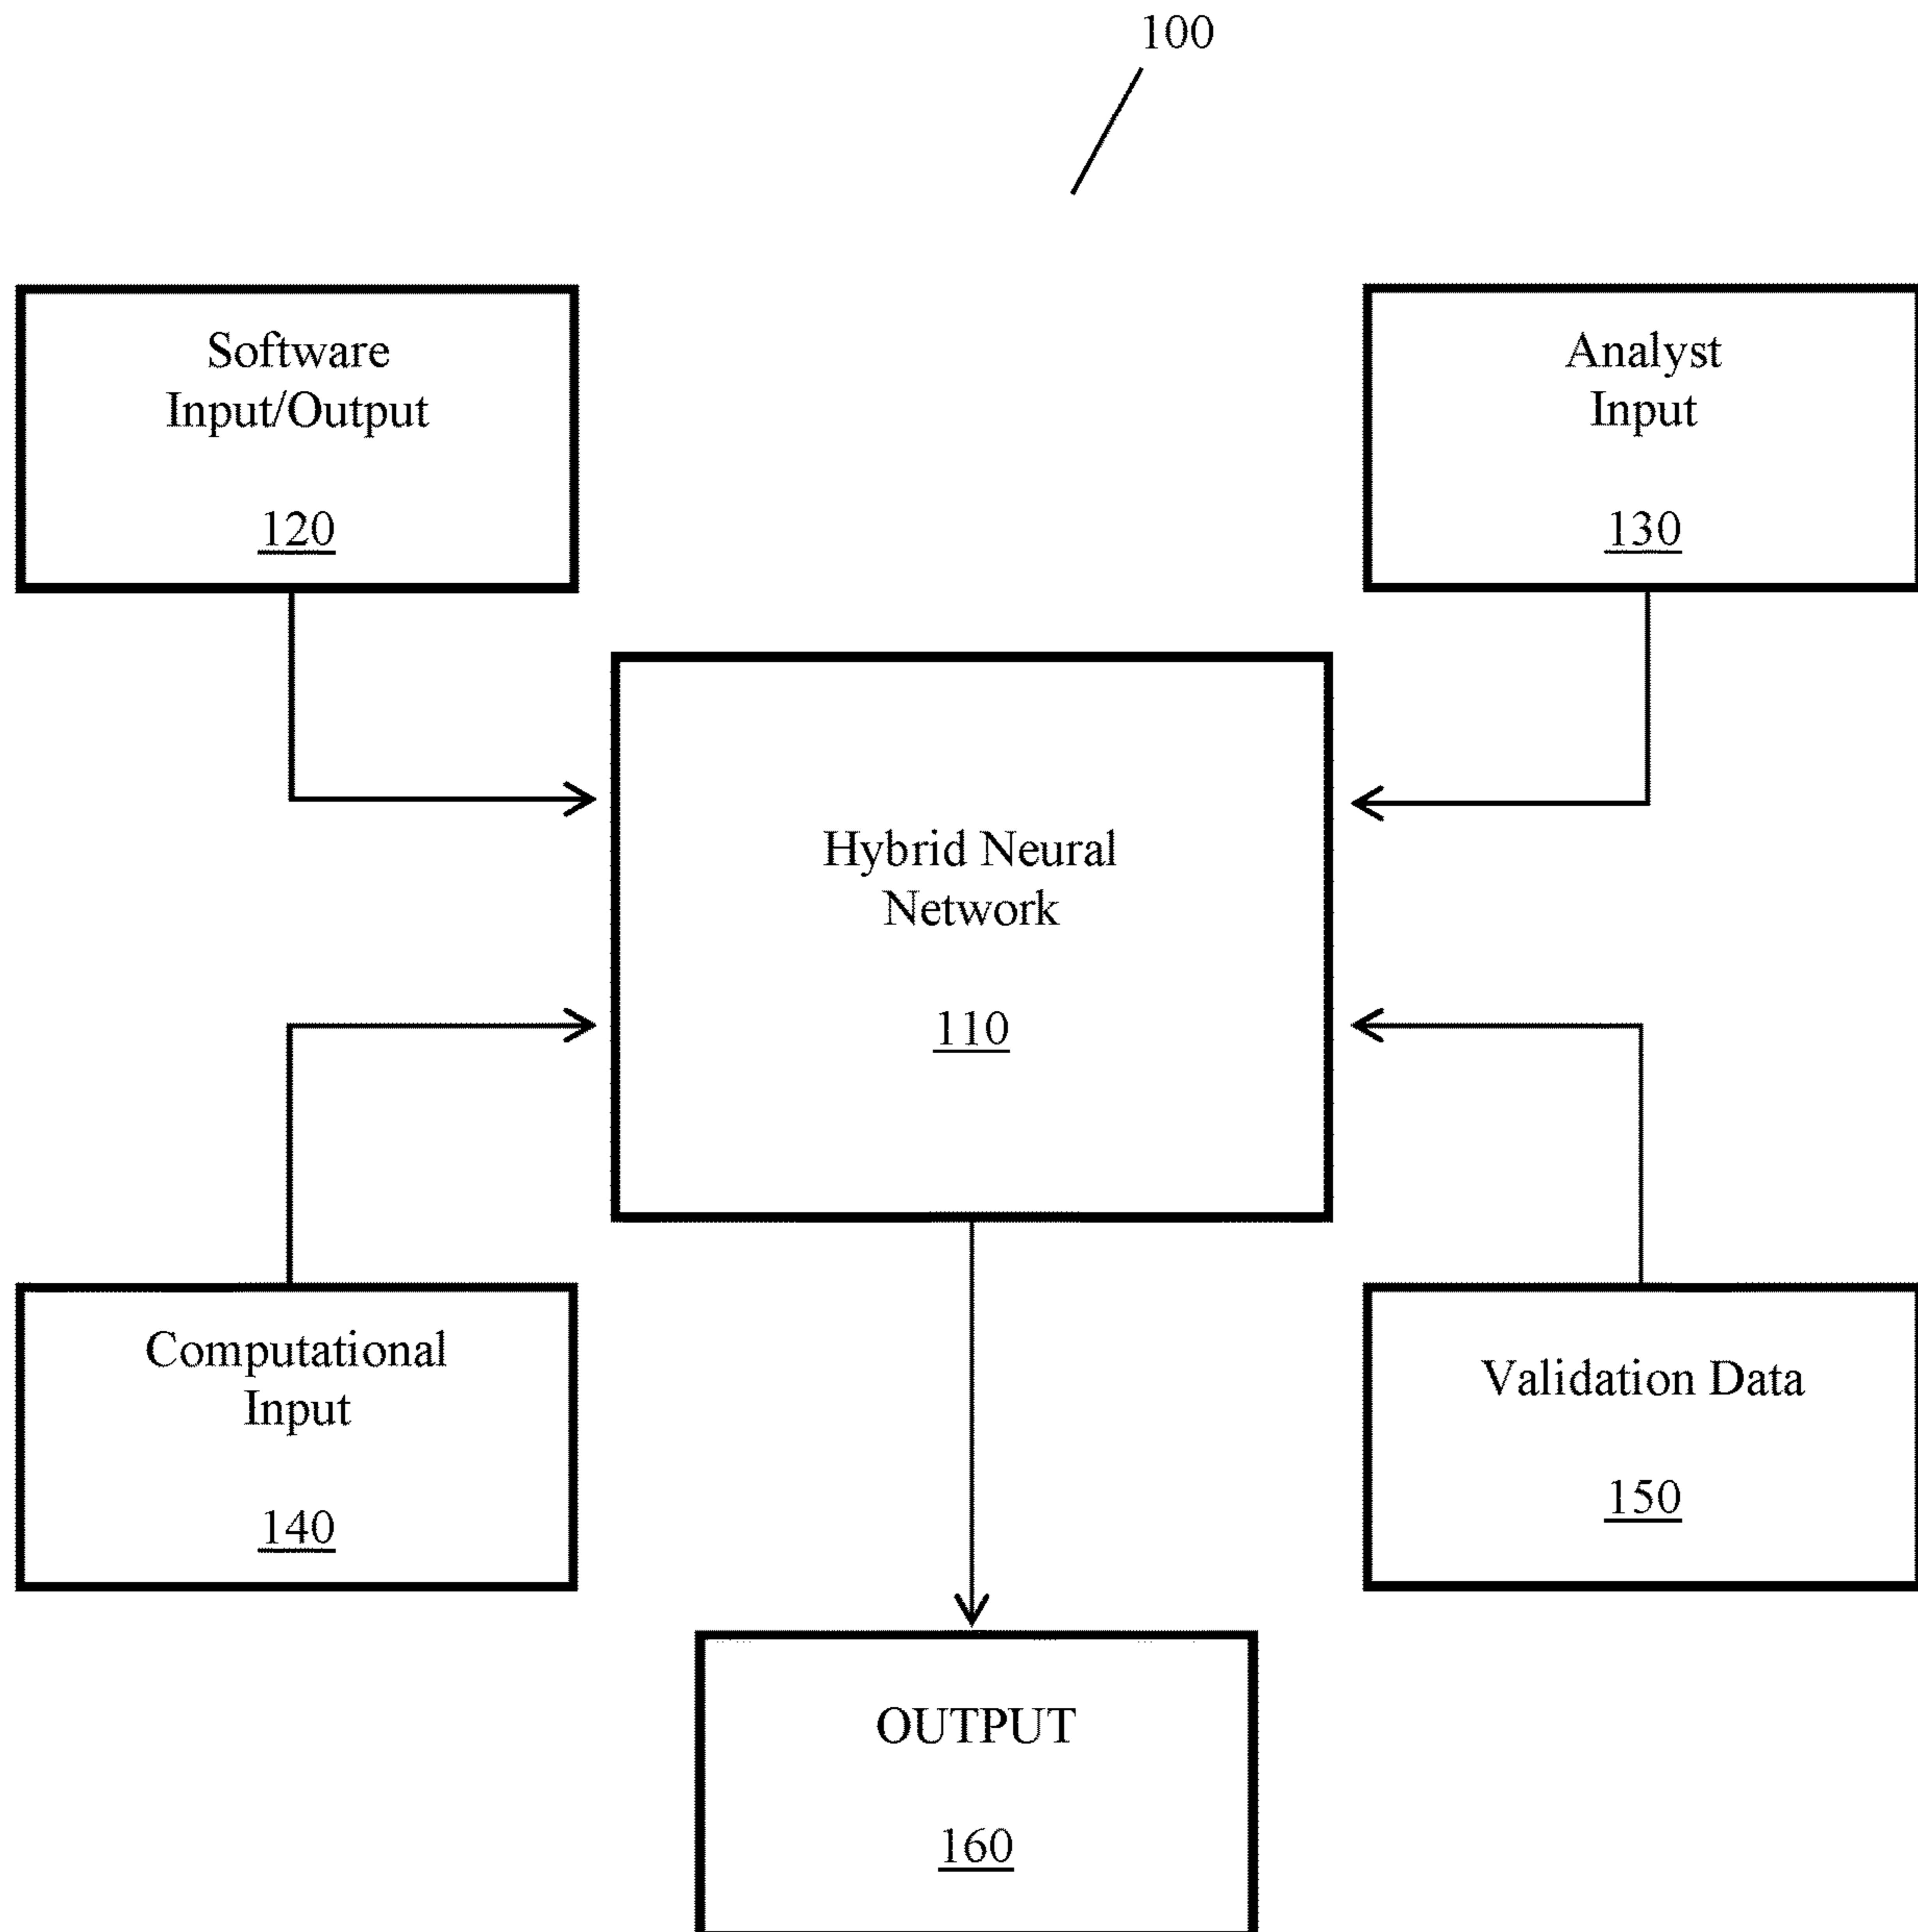 100
Software
Input/Output
120
Analyst
Input
130
Hybrid Neural
Network
110
Computational
Input
140
Validation Data
150
OUTPUT
160